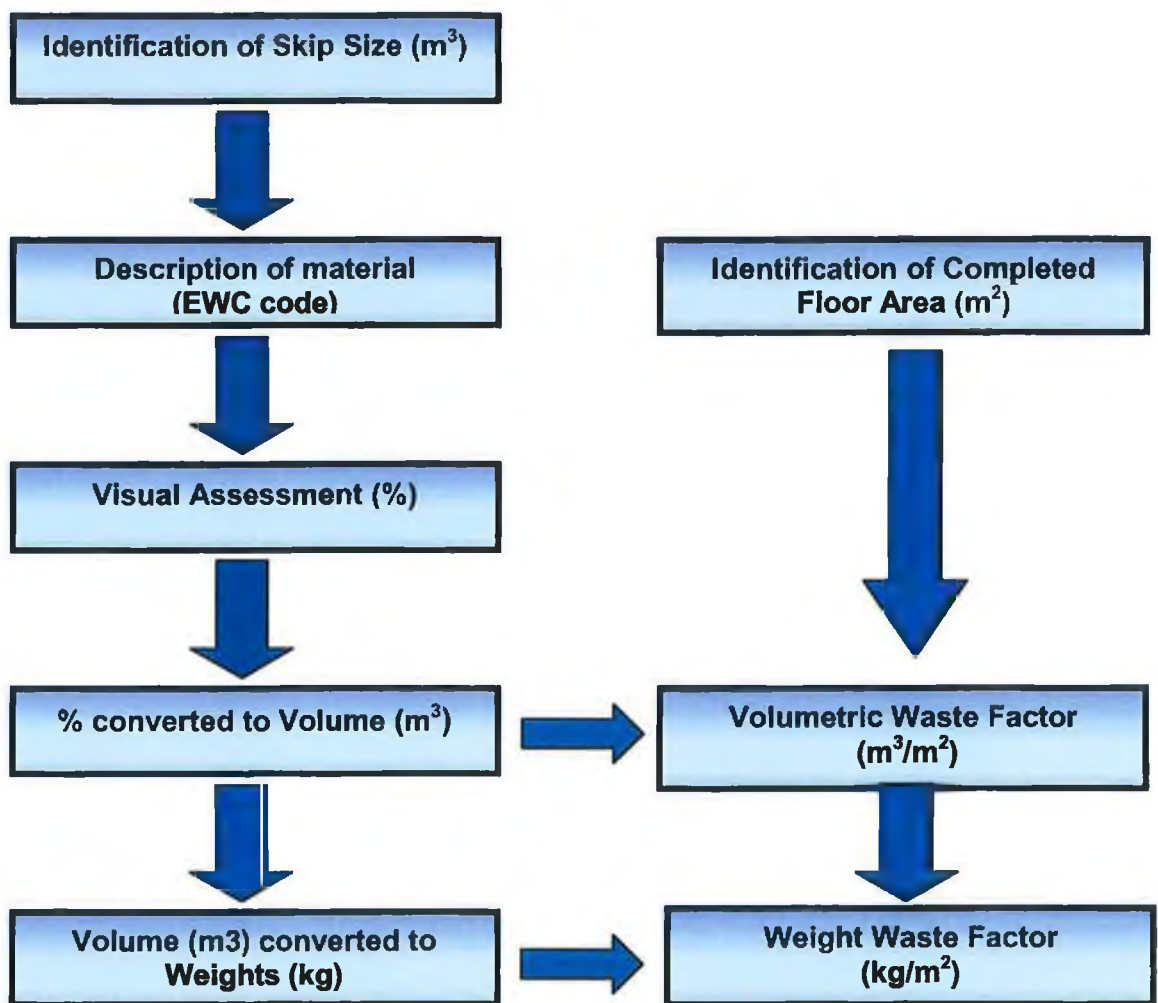 Identification of Skip Size (m³)
Description of material
(EWC code)
Identification of Completed
Floor Area (m²)
Visual Assessment (%)
% converted to Volume (m³)
Volumetric Waste Factor
(m³/m²)
Volume (m3) converted to
Weights (kg)
Weight Waste Factor
(kg/m²)